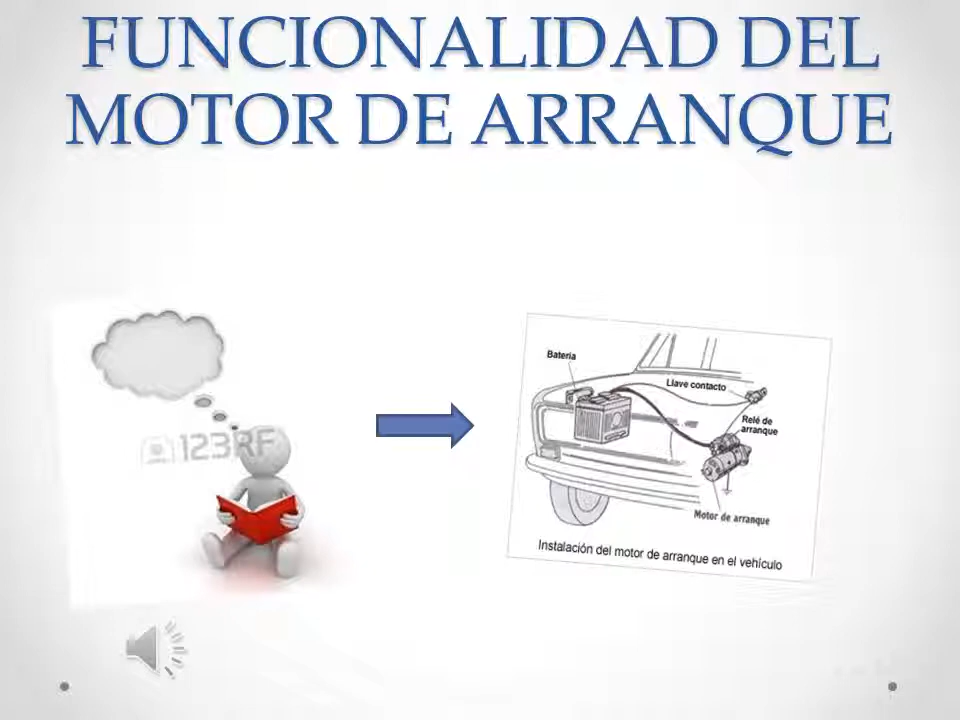 FUNCIONALIDAD DEL
MOTOR DE ARRANQUE
123RF
Batería
Llave contacto
Relé de
arranque
Motor de arranque
Instalación del motor de arranque en el vehículo